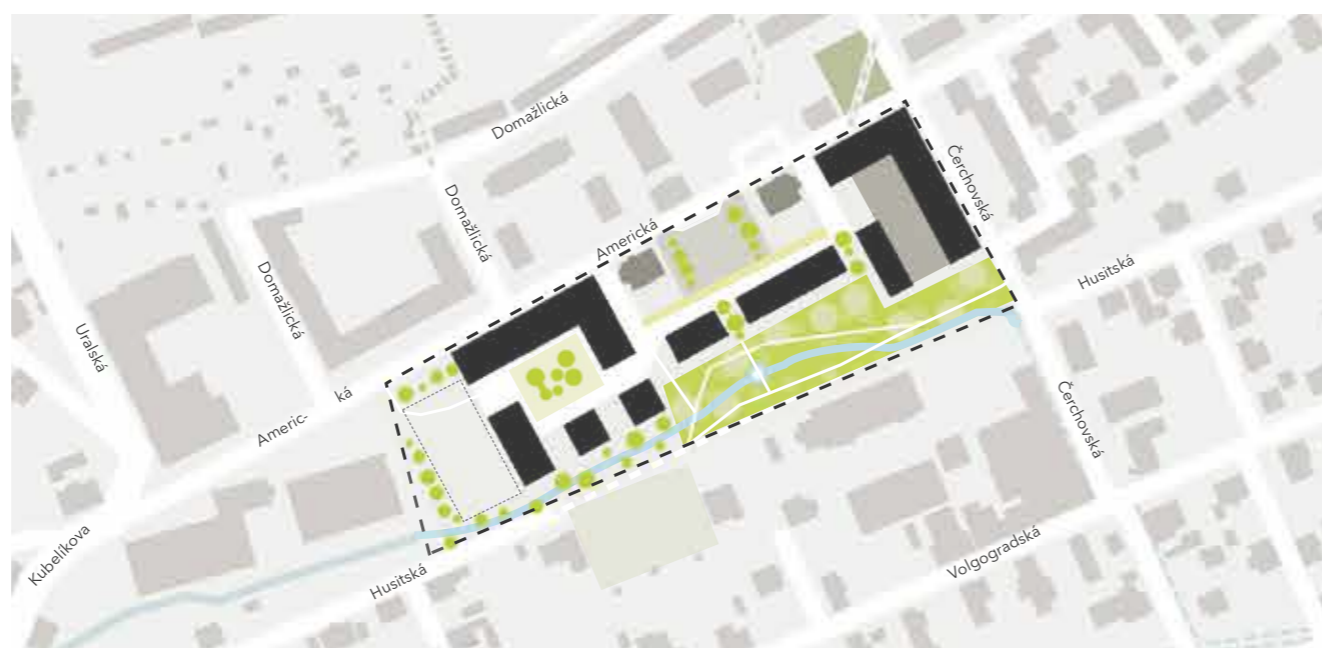 Domažlická
Čerchovská
Domažlická
Americká
Domažlická
Husitská
Uralská
Čerchovská
Americ-
ká
Volgogradská
Kubelíkova
Husitská